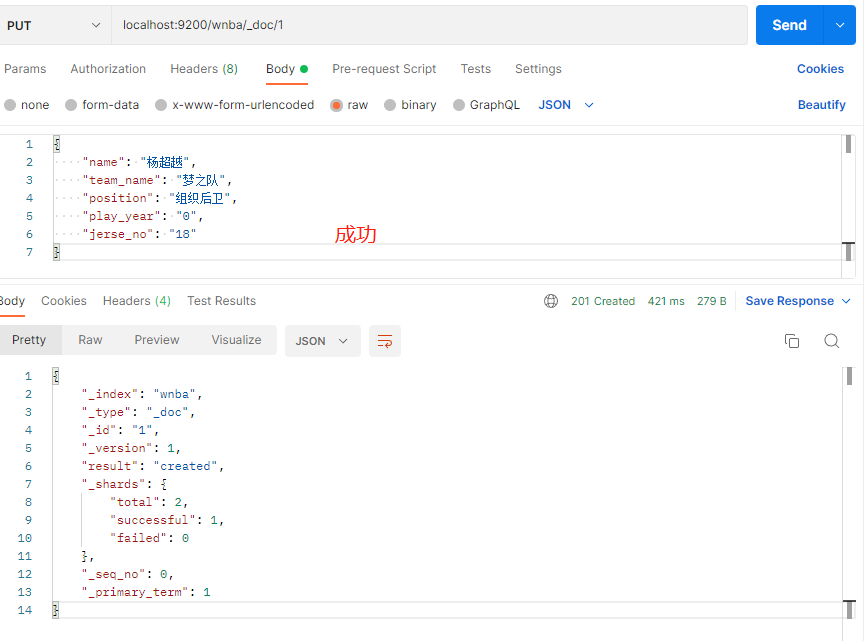 PUT localhost:9200/wnba/_doc/1 Send
Params Authorization Headers (8) Body Pre-request Script Tests Settings Cookies
none form-data x-www-form-urlencoded raw binary GraphQL JSON Beautify
1 {
2 ····"name":·"杨超越",
3 ····"team_name":·"梦之队",
4 ····"position":·"组织后卫",
5 ····"play_year":·"0",
6 ····"jerse_no":·"18"
成功
7 }
Body Cookies Headers (4) Test Results 201 Created 421 ms 279 B Save Response
Pretty Raw Preview Visualize JSON
1 {
2 "_index": "wnba",
3 "_type": "_doc",
4 "_id": "1",
5 "_version": 1,
6 "result": "created",
7 "_shards": {
8 "total": 2,
9 "successful": 1,
10 "failed": 0
11 },
12 "_seq_no": 0,
13 "_primary_term": 1
14 }